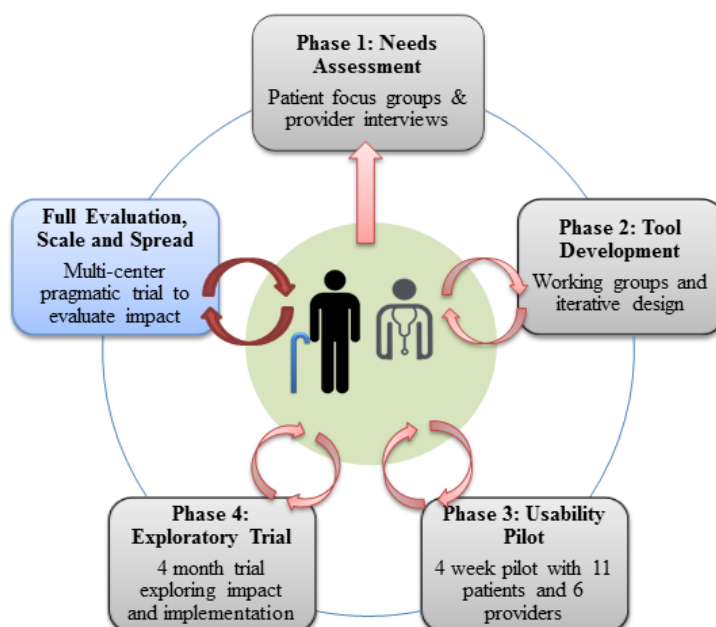 Phase 1: Needs
Assessment
Patient focus groups &
provider interviews
Full Evaluation,
Scale and Spread
Multi-center
pragmatic trial to
evaluate impact
Phase 2: Tool
Development
Working groups and
iterative design
Phase 4:
Exploratory Trial
4 month trial
exploring impact
and implementation
Phase 3: Usability
Pilot
4 week pilot with 11
patients and 6
providers